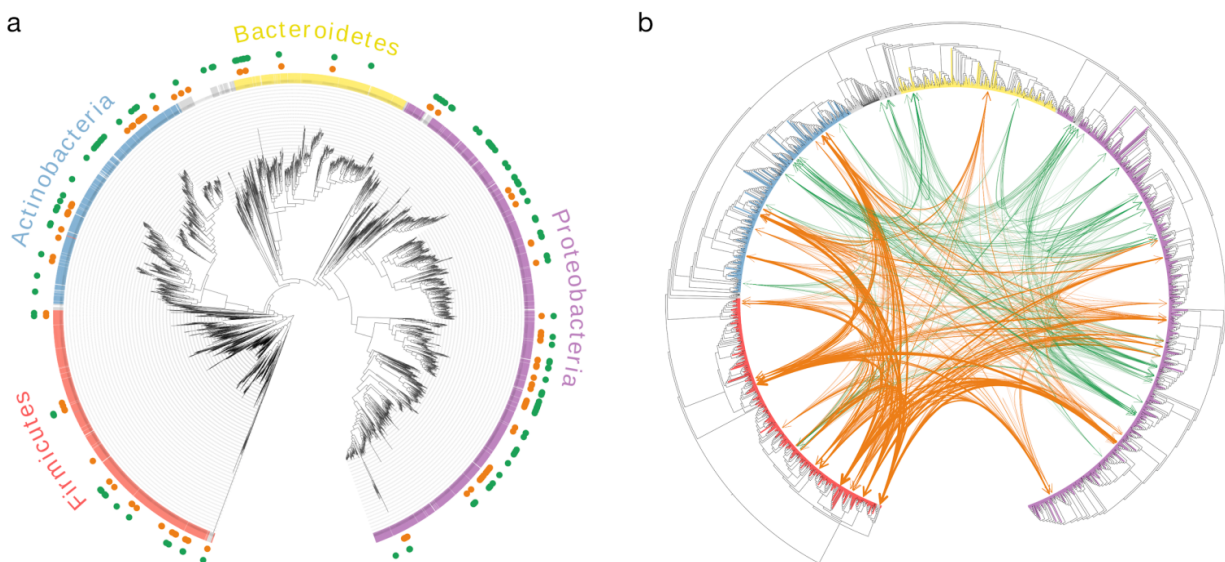 a
b
Bacteroidetes
Actinobacteria
Proteobacteria
Firmicutes